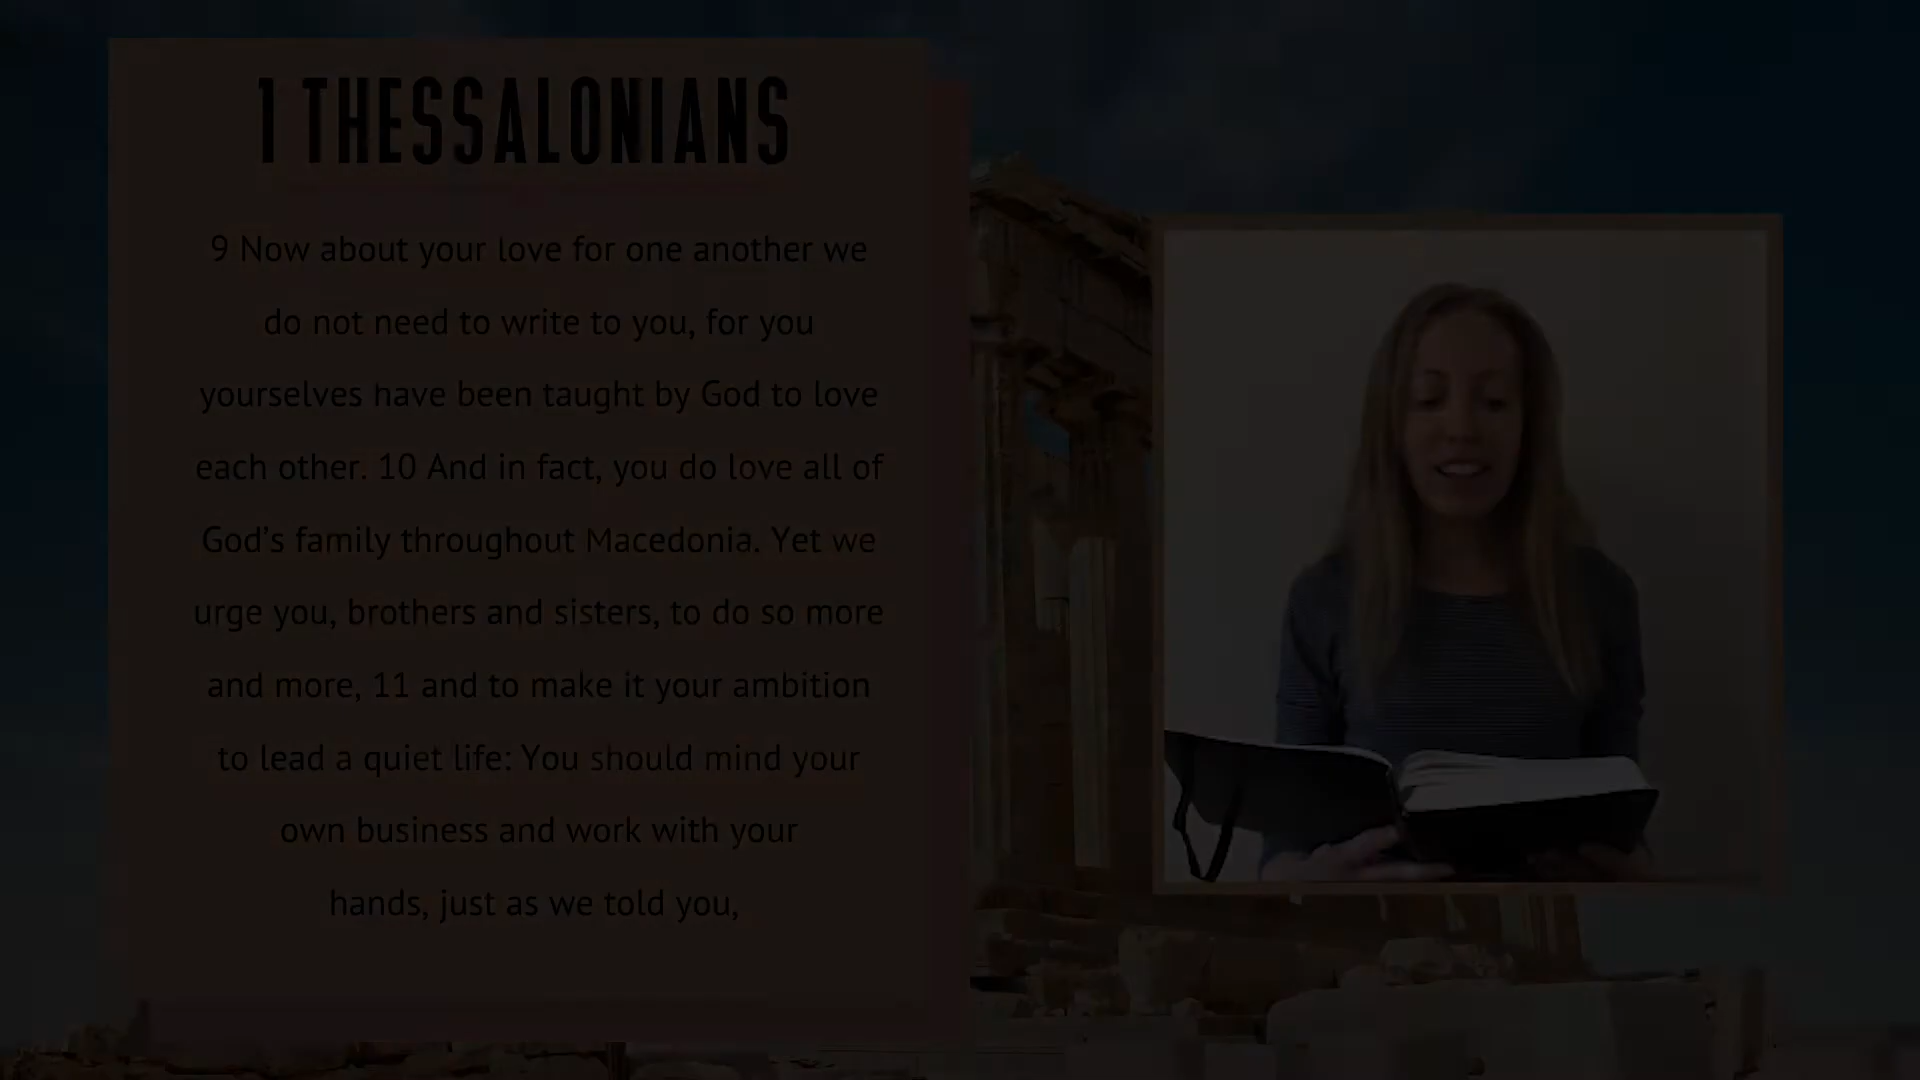 1 THESSALONIANS
9 Now about your love for one another we
do not need to write to you, for you
yourselves have been taught by God to love
each other. 10 And in fact, you do love all of
God’s family throughout Macedonia. Yet we
urge you, brothers and sisters, to do so more
and more, 11 and to make it your ambition
to lead a quiet life: You should mind your
own business and work with your
hands, just as we told you,